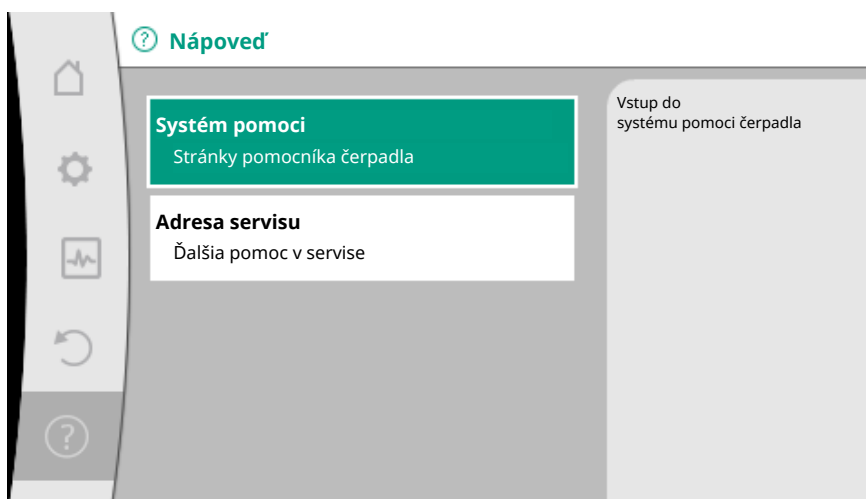 Nápoveď
Systém pomoci
Stránky pomocníka čerpadla
Adresa servisu
Ďalšia pomoc v servise
Vstup do
systému pomoci čerpadla